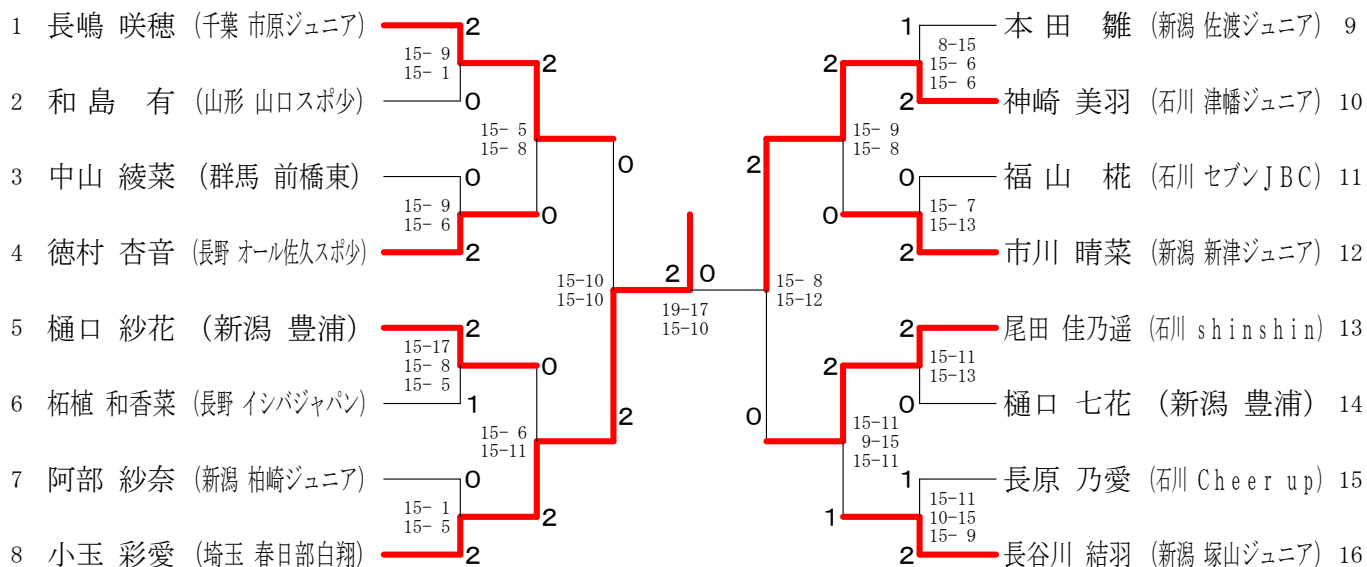 1 長嶋 咲穂 (千葉 市原ジュニア) 2
15- 9
15- 1
2
2 和島 有 (山形 山口スポ少) 0
15- 5
15- 8
0
3 中山 綾菜 (群馬 前橋東) 0
15- 9
15- 6
0
4 徳村 杏音 (長野 オール佐久スポ少) 2
15-10
15-10
5 樋口 紗花 (新潟 豊浦) 2
15-17
15- 8
15- 5
0
6 柘植 和香菜 (長野 イシバジャパン) 1
15- 6
15-11
2
7 阿部 紗奈 (新潟 柏崎ジュニア) 0
15- 1
15- 5
2
8 小玉 彩愛 (埼玉 春日部白翔) 2
2 0
19-17
15-10
1 本田 雛 (新潟 佐渡ジュニア) 9
8-15
15- 6
15- 6
2
2 神崎 美羽 (石川 津幡ジュニア) 10
15- 9
15- 8
2
0 福山 椛 (石川 セブンJBC) 11
15- 7
15-13
0
2 市川 晴菜 (新潟 新津ジュニア) 12
15- 8
15-12
2 尾田 佳乃遥 (石川 shinshin) 13
15-11
15-13
2
0 樋口 七花 (新潟 豊浦) 14
0
15-11
9-15
15-11
1 長原 乃愛 (石川 Cheer up) 15
15-11
10-15
15- 9
1
2 長谷川 結羽 (新潟 塚山ジュニア) 16